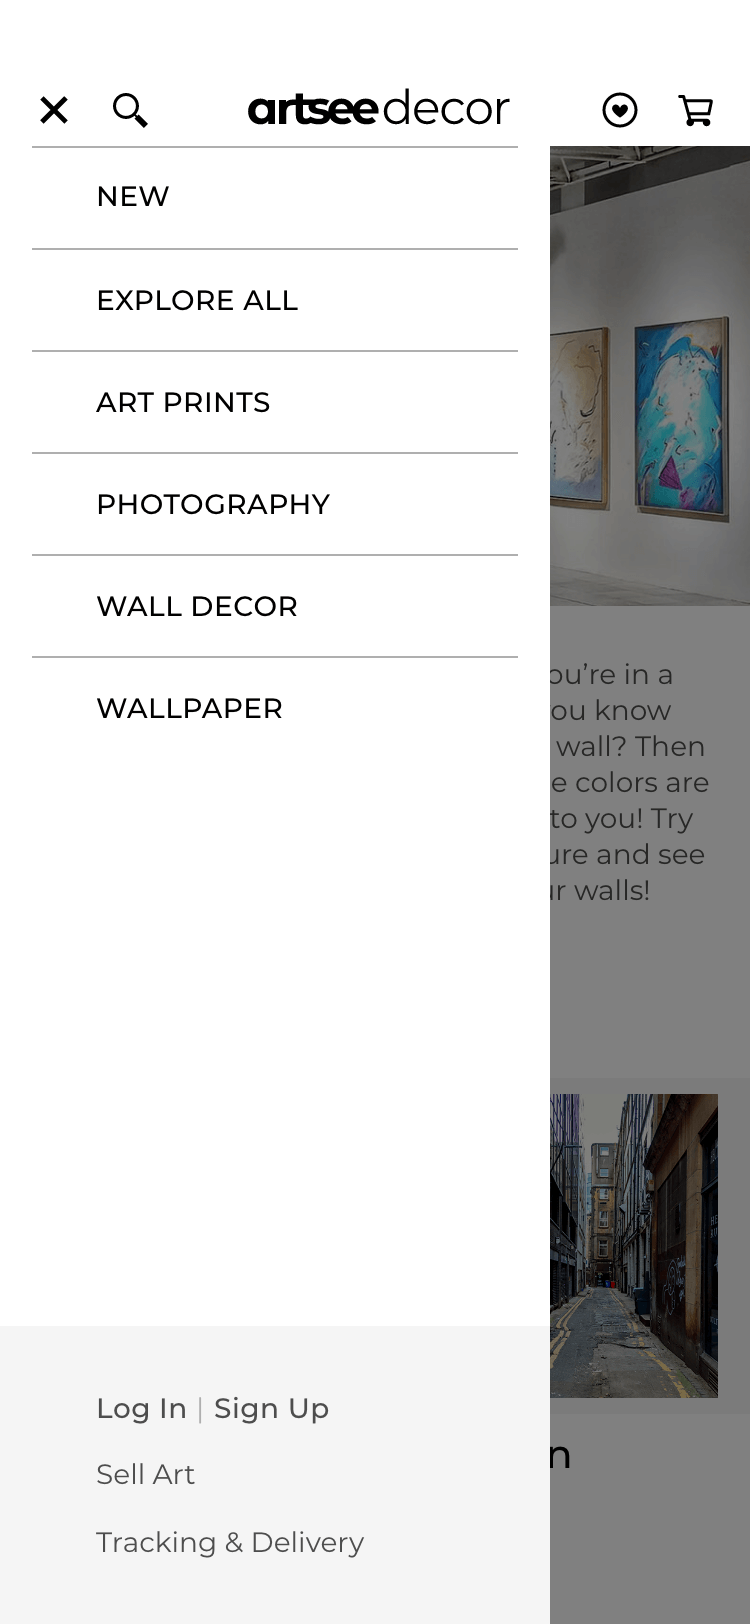 artseedecor
NEW
EXPLORE ALL
ART PRINTS
PHOTOGRAPHY
WALL DECOR
WALLPAPER
ou’re in a
ou know
wall? Then
e colors are
to you! Try
ure and see
ur walls!
n
Log In | Sign Up
Sell Art
Tracking & Delivery